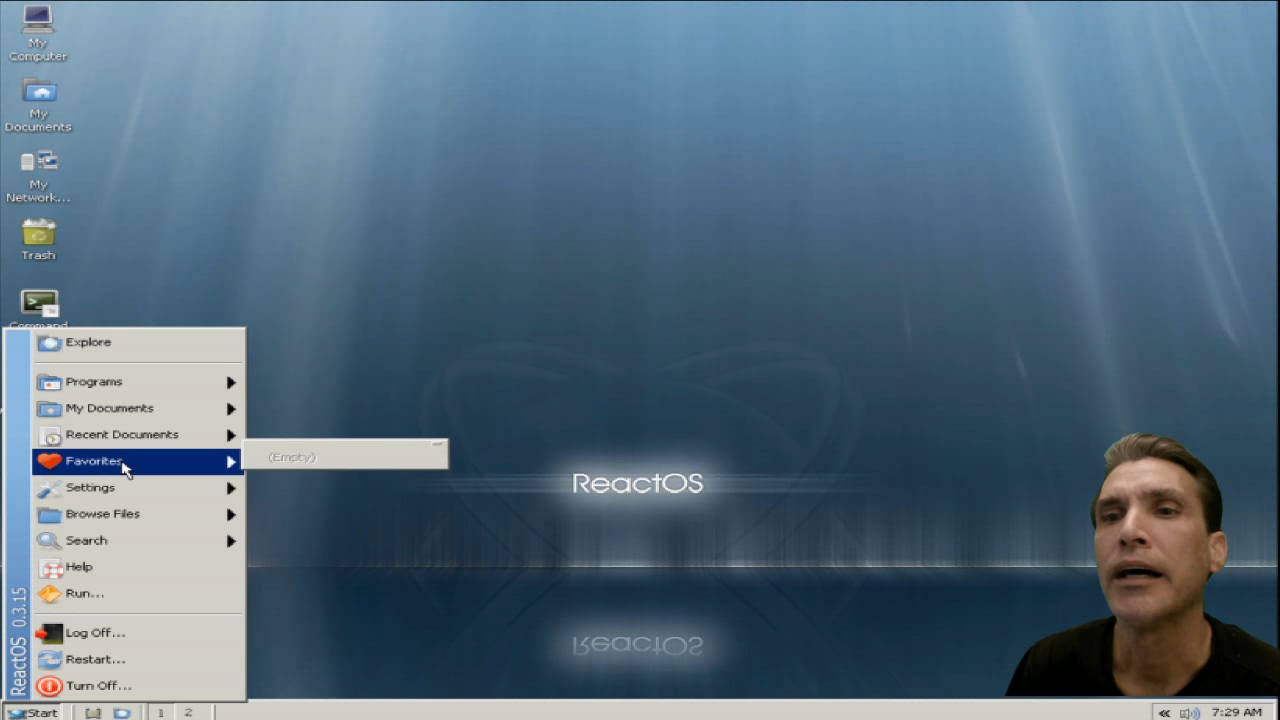 My
Computer
My
Documents
My
Network...
Trash
Command
Explore
Programs
My Documents
Recent Documents
Favorites
(Empty)
Settings
Browse Files
Search
Help
Run...
Log Off...
Restart...
Turn Off...
ReactOS 0.3.15
ReactOS
ReactOS
Start
1
2
7:29 AM